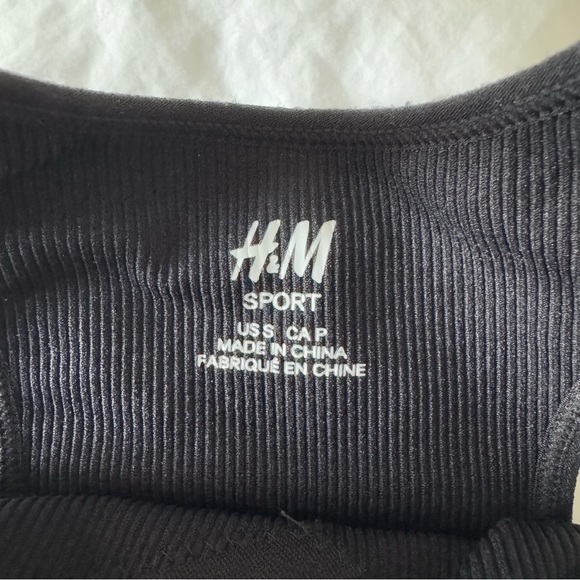 H&M
SPORT
US S CA P
MADE IN CHINA
FABRIQUÉ EN CHINE